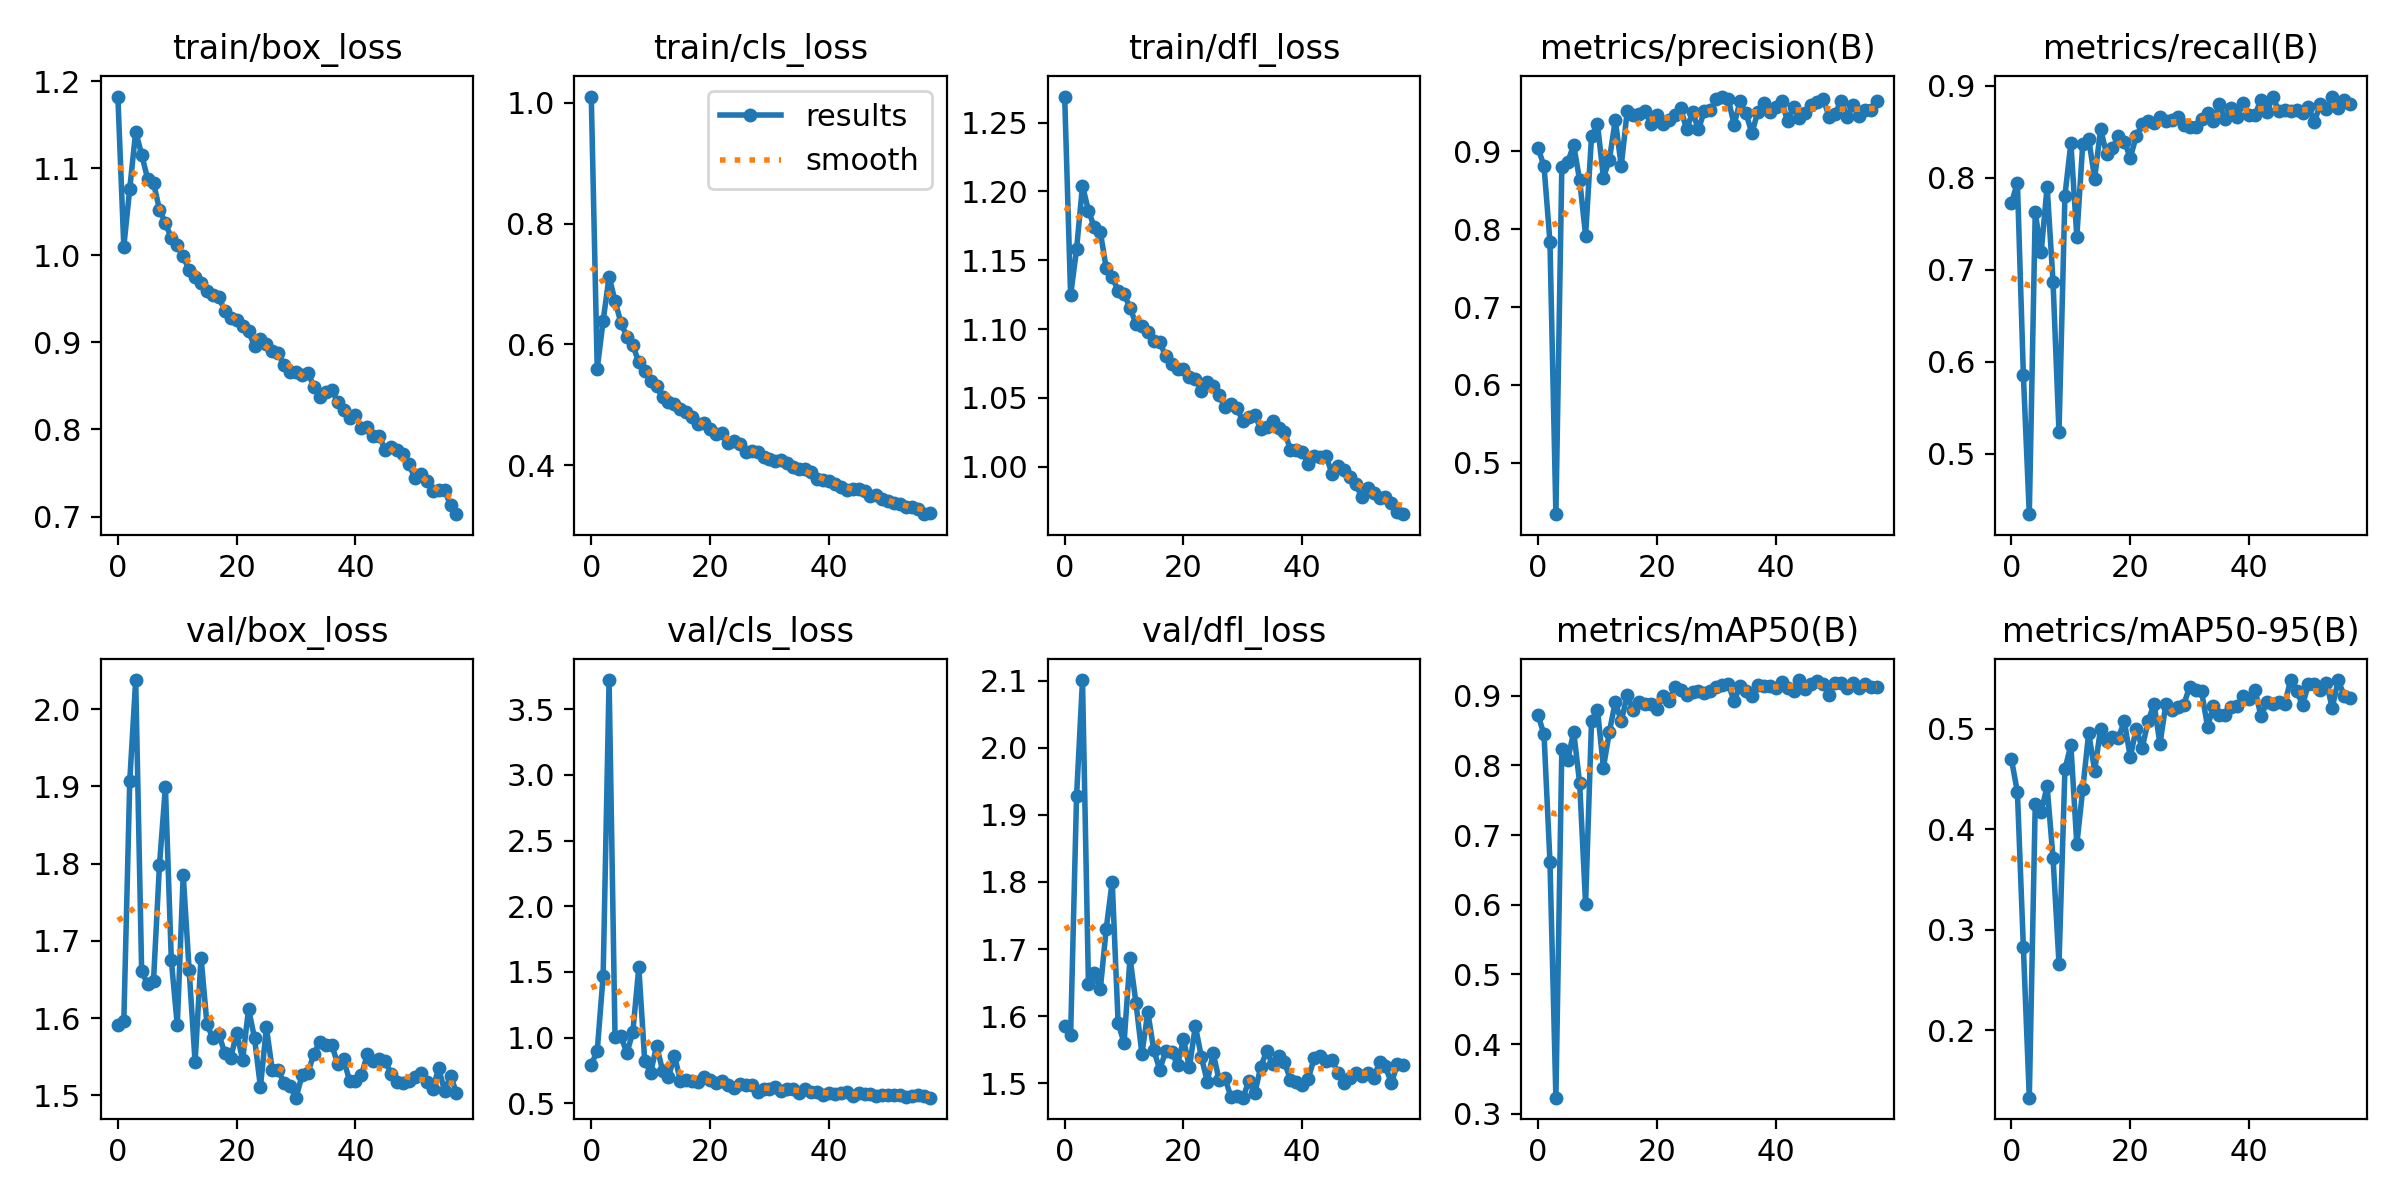 train/box_loss
1.2
1.1
1.0
0.9
0.8
0.7
0 20 40
train/cls_loss
results
smooth
1.0
0.8
0.6
0.4
0 20 40
train/dfl_loss
1.25
1.20
1.15
1.10
1.05
1.00
0 20 40
metrics/precision(B)
0.9
0.8
0.7
0.6
0.5
0 20 40
metrics/recall(B)
0.9
0.8
0.7
0.6
0.5
0 20 40
val/box_loss
2.0
1.9
1.8
1.7
1.6
1.5
0 20 40
val/cls_loss
3.5
3.0
2.5
2.0
1.5
1.0
0.5
0 20 40
val/dfl_loss
2.1
2.0
1.9
1.8
1.7
1.6
1.5
0 20 40
metrics/mAP50(B)
0.9
0.8
0.7
0.6
0.5
0.4
0.3
0 20 40
metrics/mAP50-95(B)
0.5
0.4
0.3
0.2
0 20 40